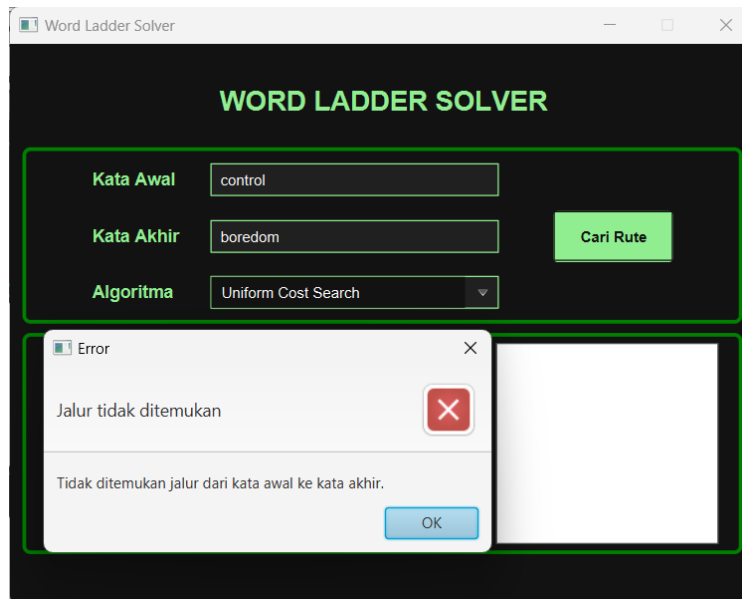 Word Ladder Solver
WORD LADDER SOLVER
Kata Awal
control
Kata Akhir
boredom
Cari Rute
Algoritma
Uniform Cost Search
Error
Jalur tidak ditemukan
Tidak ditemukan jalur dari kata awal ke kata akhir.
OK